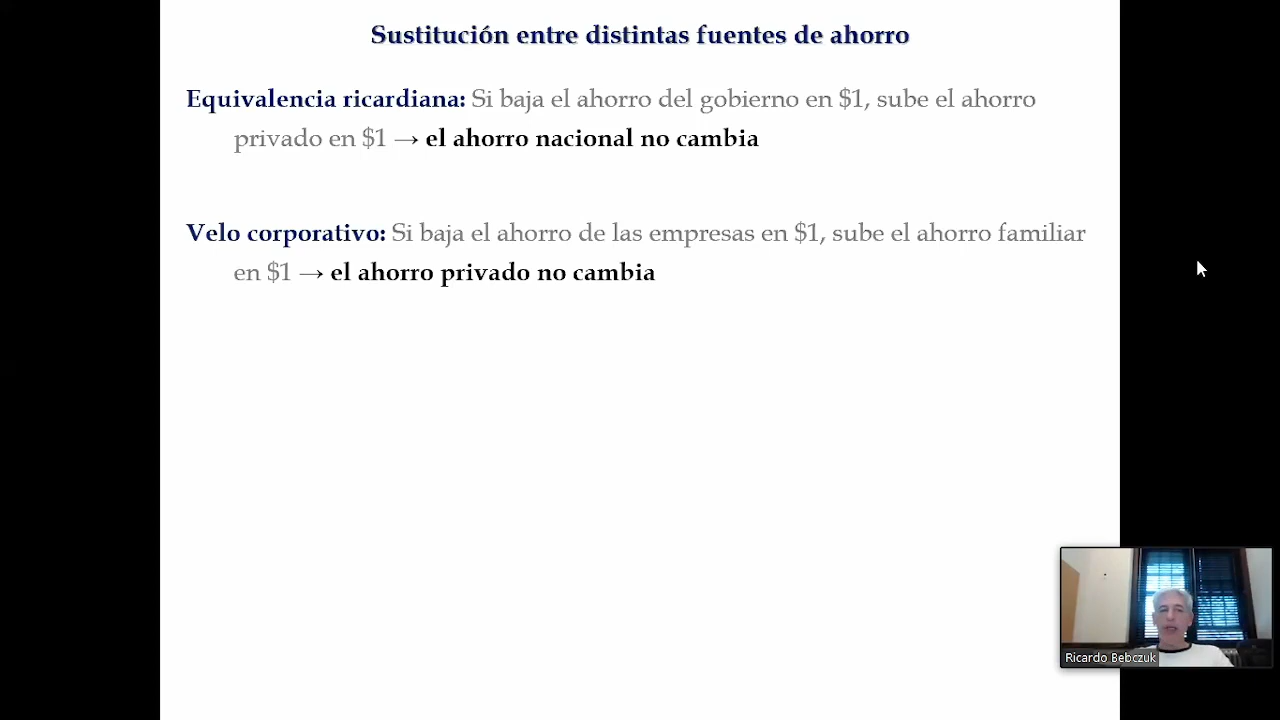 Sustitución entre distintas fuentes de ahorro
Equivalencia ricardiana: Si baja el ahorro del gobierno en $1, sube el ahorro
privado en $1 → el ahorro nacional no cambia
Velo corporativo: Si baja el ahorro de las empresas en $1, sube el ahorro familiar
en $1 → el ahorro privado no cambia
Ricardo Bebczuk